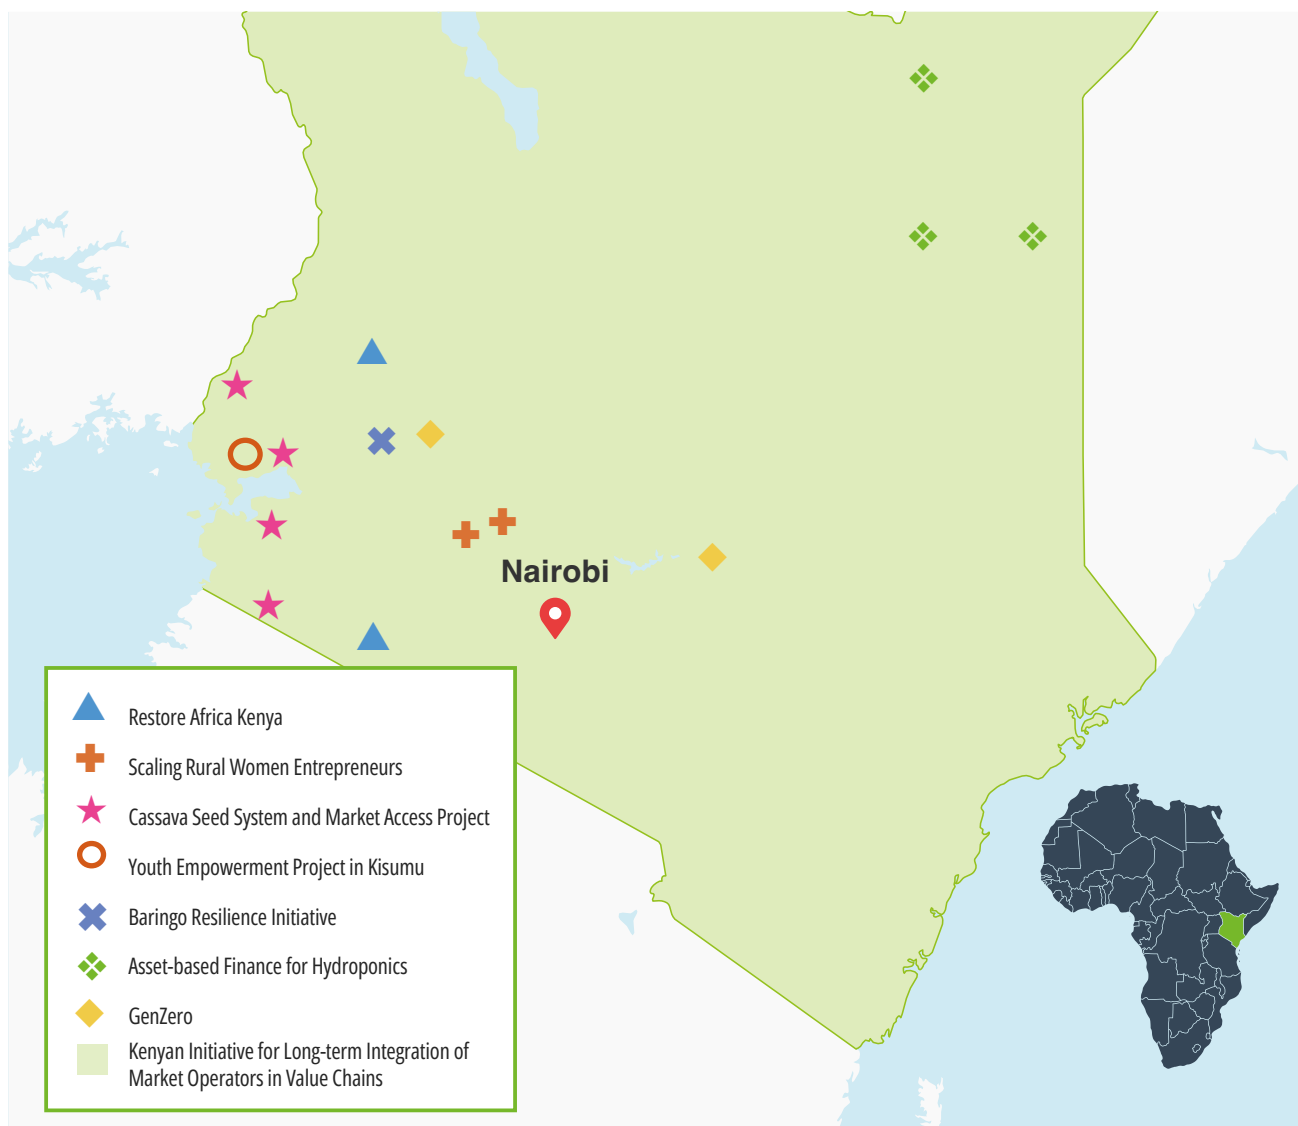 Nairobi
Restore Africa Kenya
Scaling Rural Women Entrepreneurs
Cassava Seed System and Market Access Project
Youth Empowerment Project in Kisumu
Baringo Resilience Initiative
Asset-based Finance for Hydroponics
GenZero
Kenyan Initiative for Long-term Integration of
Market Operators in Value Chains